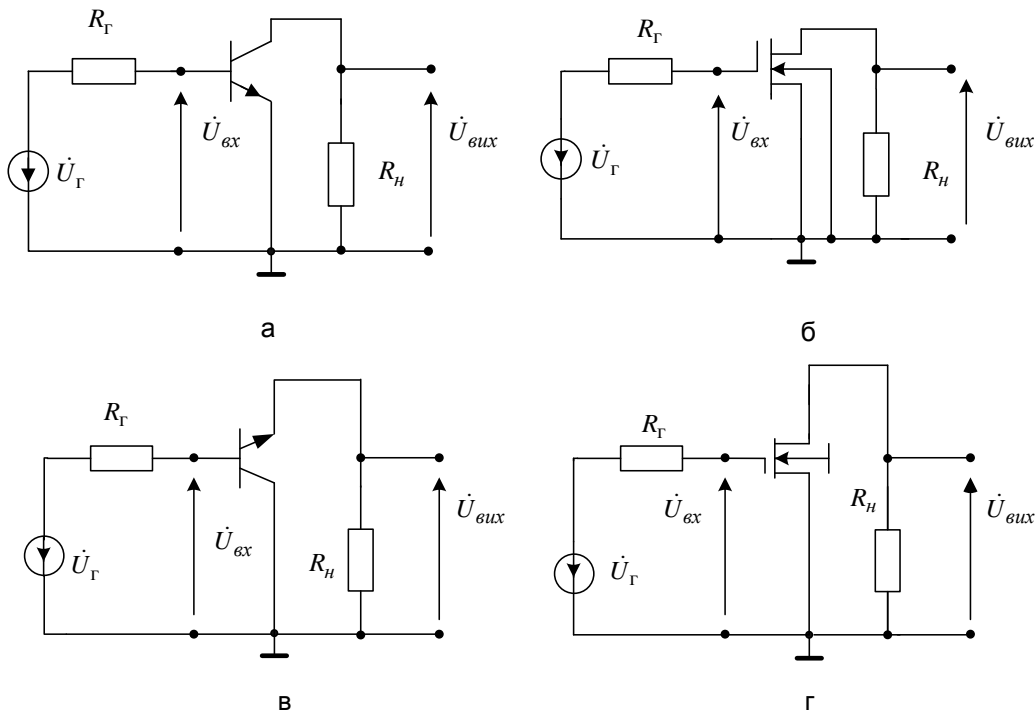 R_Г
U̇_вх
U̇_вих
U̇_Г
R_н
а
R_Г
U̇_вх
U̇_вих
U̇_Г
R_н
б
R_Г
U̇_вх
U̇_вих
U̇_Г
R_н
в
R_Г
U̇_вх
R_н
U̇_вих
U̇_Г
г